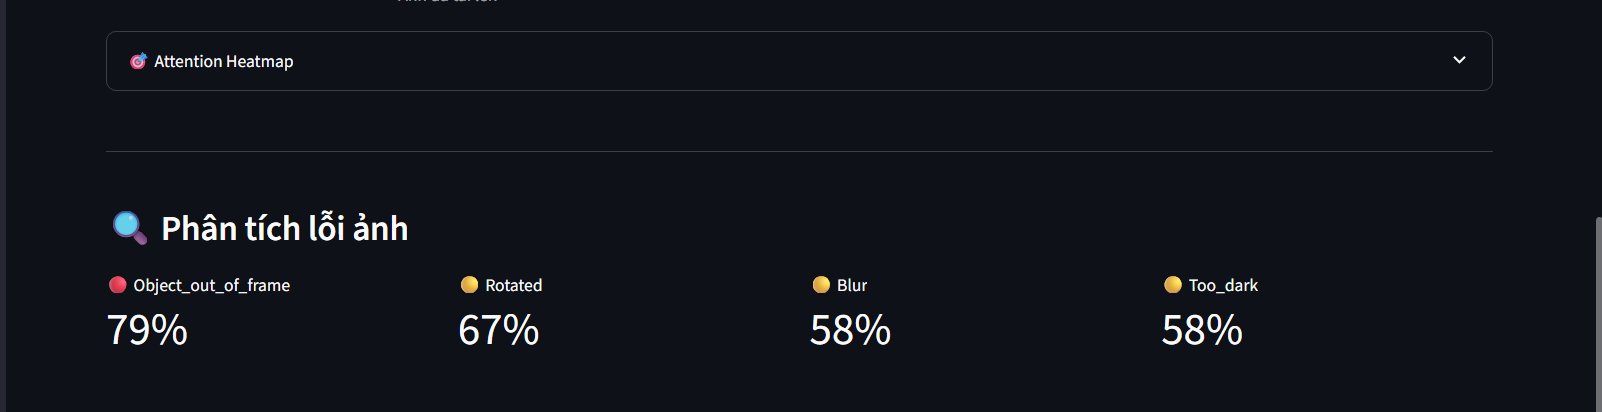 Attention Heatmap
Phân tích lỗi ảnh
Object_out_of_frame
79%
Rotated
67%
Blur
58%
Too_dark
58%